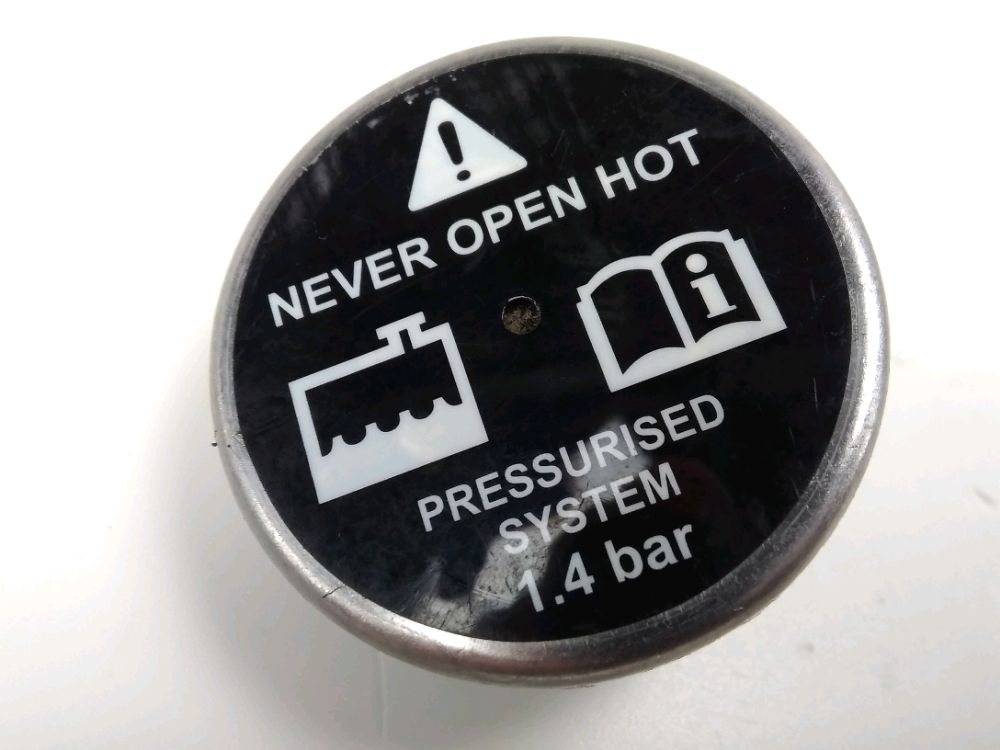 NEVER OPEN HOT
PRESSURISED
SYSTEM
1.4 bar